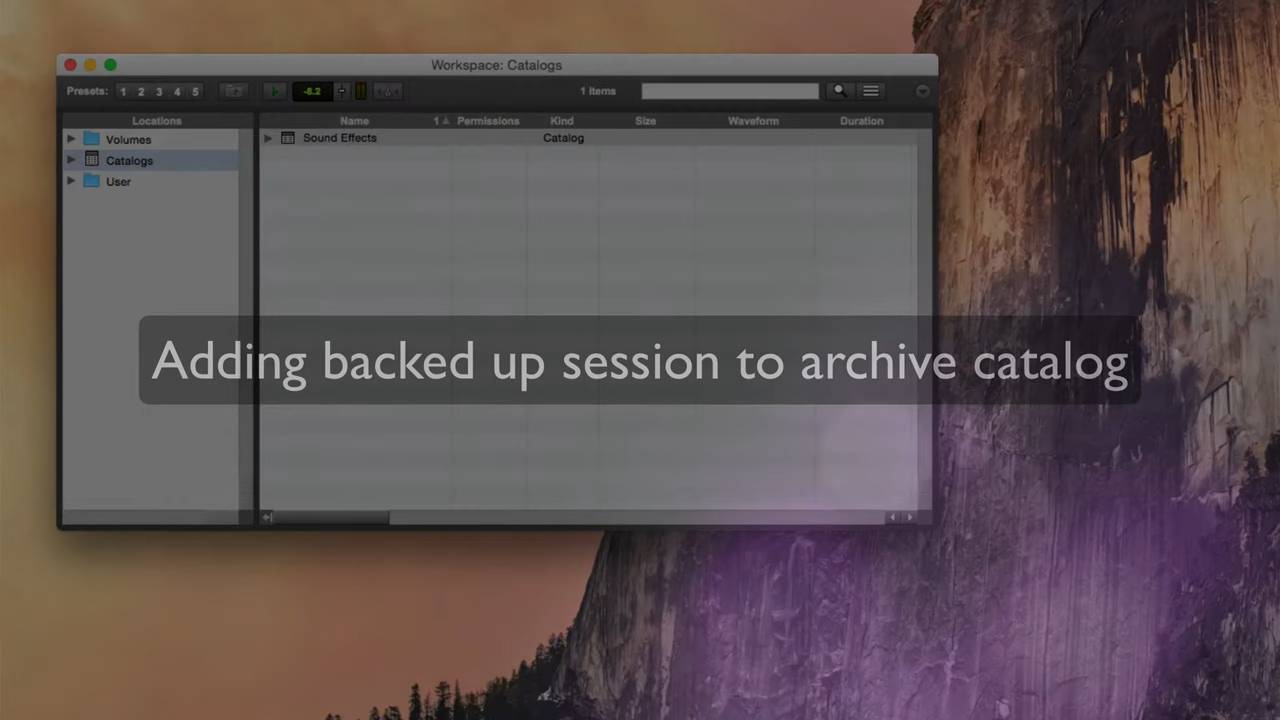 Workspace: Catalogs
Presets: 1 2 3 4 5 -8.2 1 items
Locations Name 1 Permissions Kind Size Waveform Duration
Volumes Sound Effects Catalog
Catalogs
User
Adding backed up session to archive catalog